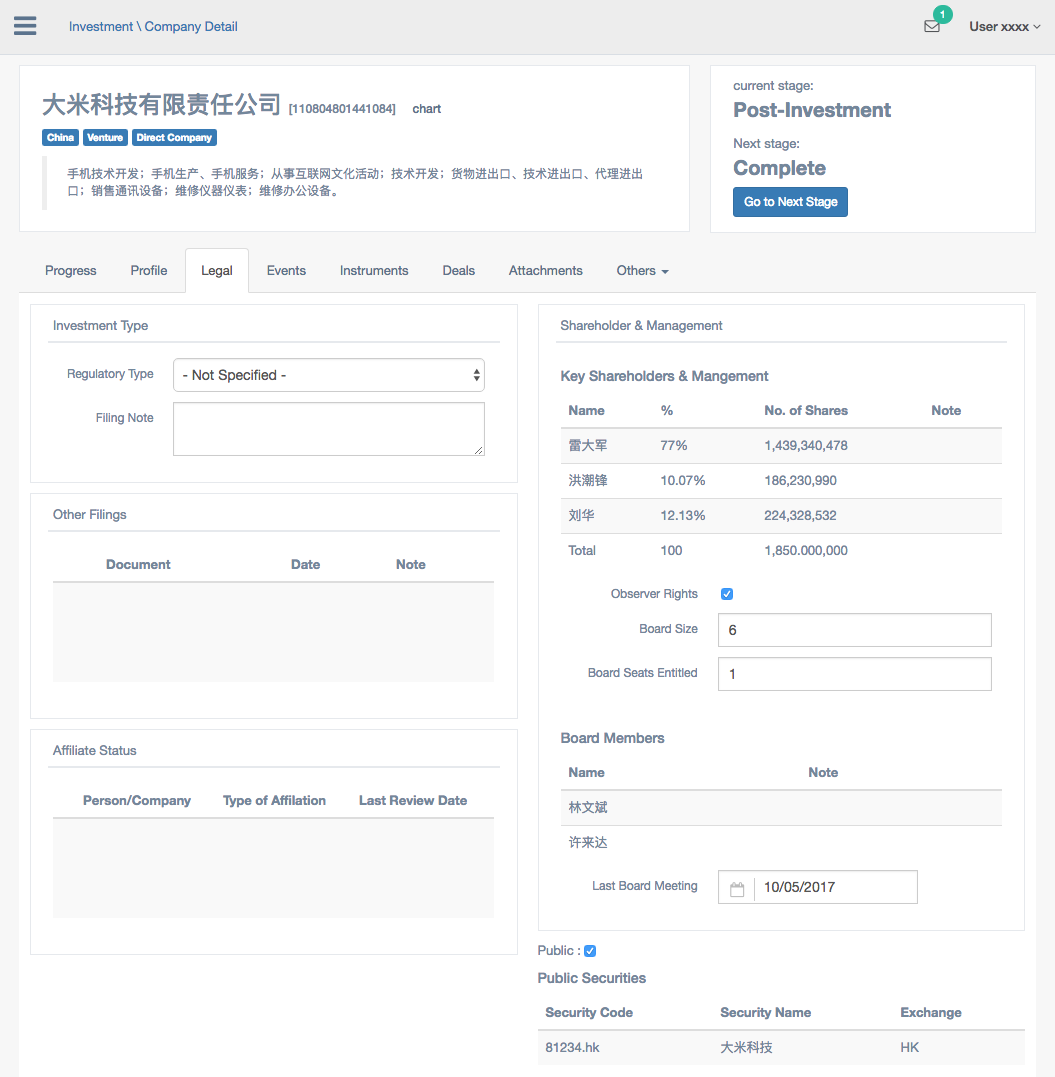 Investment \ Company Detail
1
User xxxx
大米科技有限责任公司 [110804801441084] chart
China Venture Direct Company
手机技术开发；手机生产、手机服务；从事互联网文化活动；技术开发；货物进出口、技术进出口、代理进出
口；销售通讯设备；维修仪器仪表；维修办公设备。
current stage:
Post-Investment
Next stage:
Complete
Go to Next Stage
Progress Profile Legal Events Instruments Deals Attachments Others
Investment Type
Regulatory Type - Not Specified -
Filing Note
Other Filings
Document Date Note
Affiliate Status
Person/Company Type of Affilation Last Review Date
Shareholder & Management
Key Shareholders & Mangement
Name % No. of Shares Note
雷大军 77% 1,439,340,478
洪潮锋 10.07% 186,230,990
刘华 12.13% 224,328,532
Total 100 1,850.000,000
Observer Rights
Board Size 6
Board Seats Entitled 1
Board Members
Name Note
林文斌
许来达
Last Board Meeting 10/05/2017
Public :
Public Securities
Security Code Security Name Exchange
81234.hk 大米科技 HK